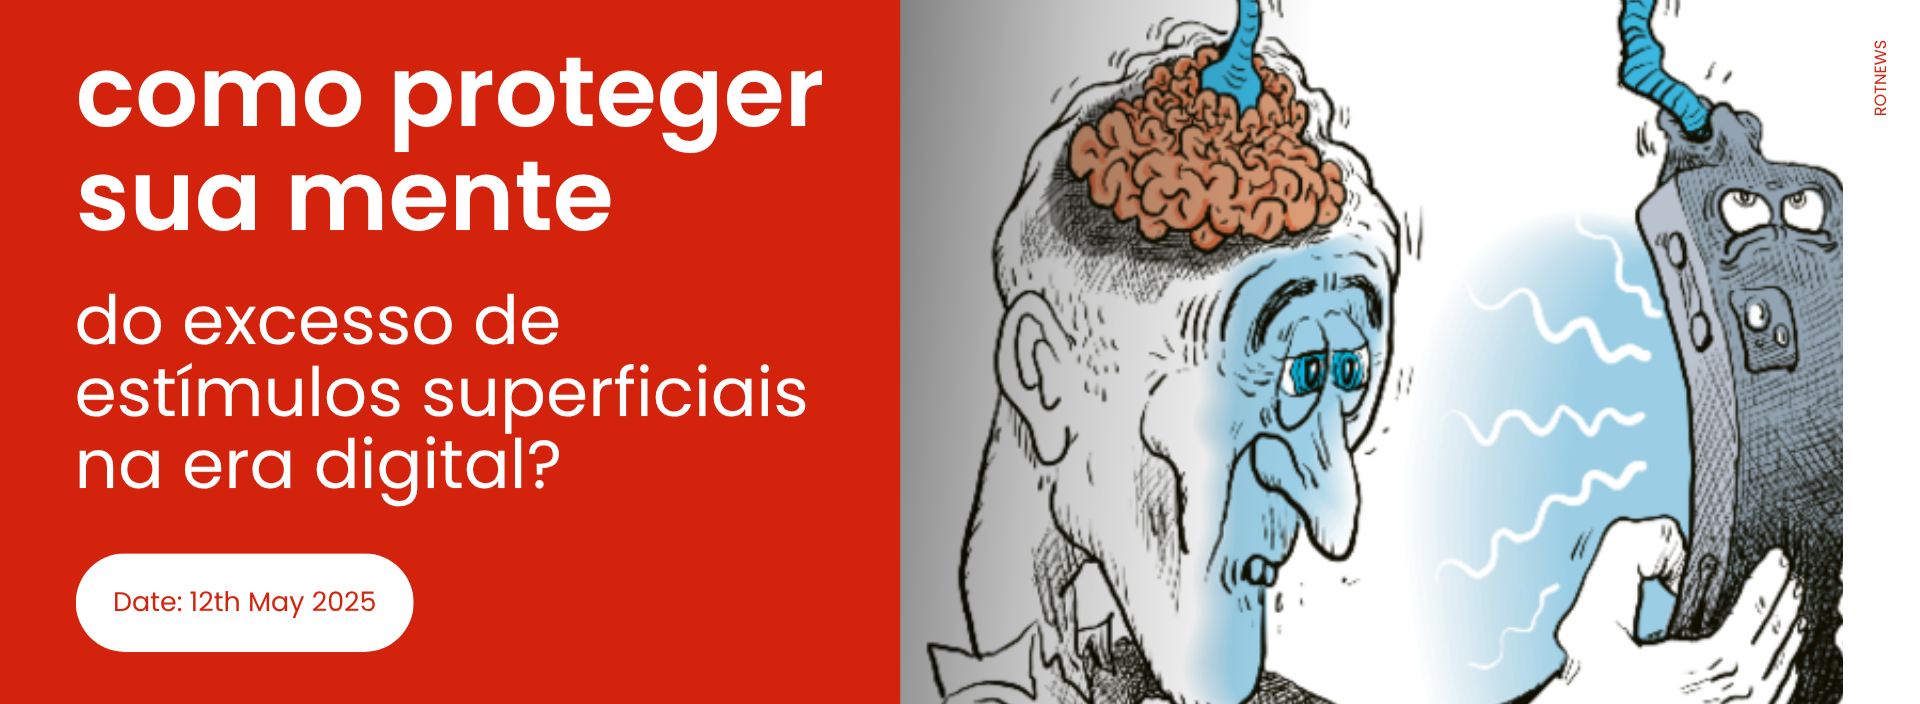 como proteger
sua mente
do excesso de
estímulos superficiais
na era digital?
Date: 12th May 2025
ROTNEWS